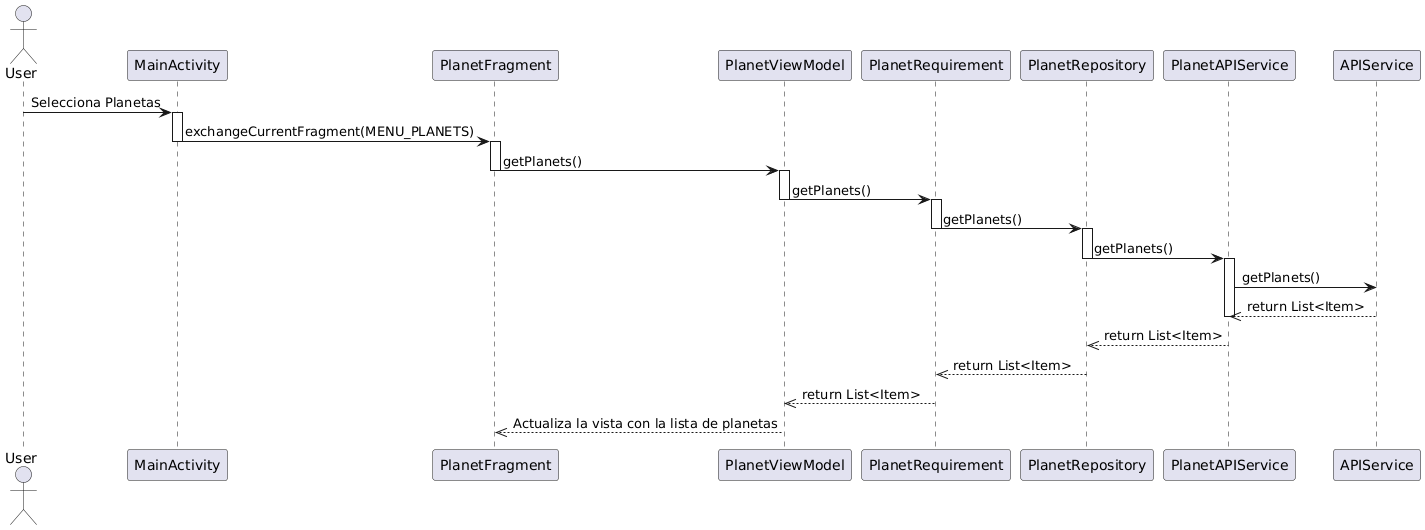 User
MainActivity
PlanetFragment
PlanetViewModel
PlanetRequirement
PlanetRepository
PlanetAPIService
APIService
Selecciona Planetas
exchangeCurrentFragment(MENU_PLANETS)
getPlanets()
getPlanets()
getPlanets()
getPlanets()
getPlanets()
return List<Item>
return List<Item>
return List<Item>
return List<Item>
Actualiza la vista con la lista de planetas
User
MainActivity
PlanetFragment
PlanetViewModel
PlanetRequirement
PlanetRepository
PlanetAPIService
APIService